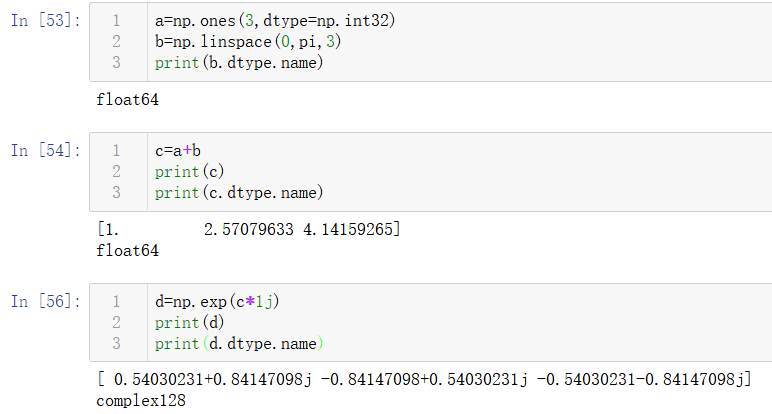 In [53]:
1 a=np.ones(3,dtype=np.int32)
2 b=np.linspace(0,pi,3)
3 print(b.dtype.name)
float64
In [54]:
1 c=a+b
2 print(c)
3 print(c.dtype.name)
[1.         2.57079633 4.14159265]
float64
In [56]:
1 d=np.exp(c*1j)
2 print(d)
3 print(d.dtype.name)
[ 0.54030231+0.84147098j -0.84147098+0.54030231j -0.54030231-0.84147098j]
complex128